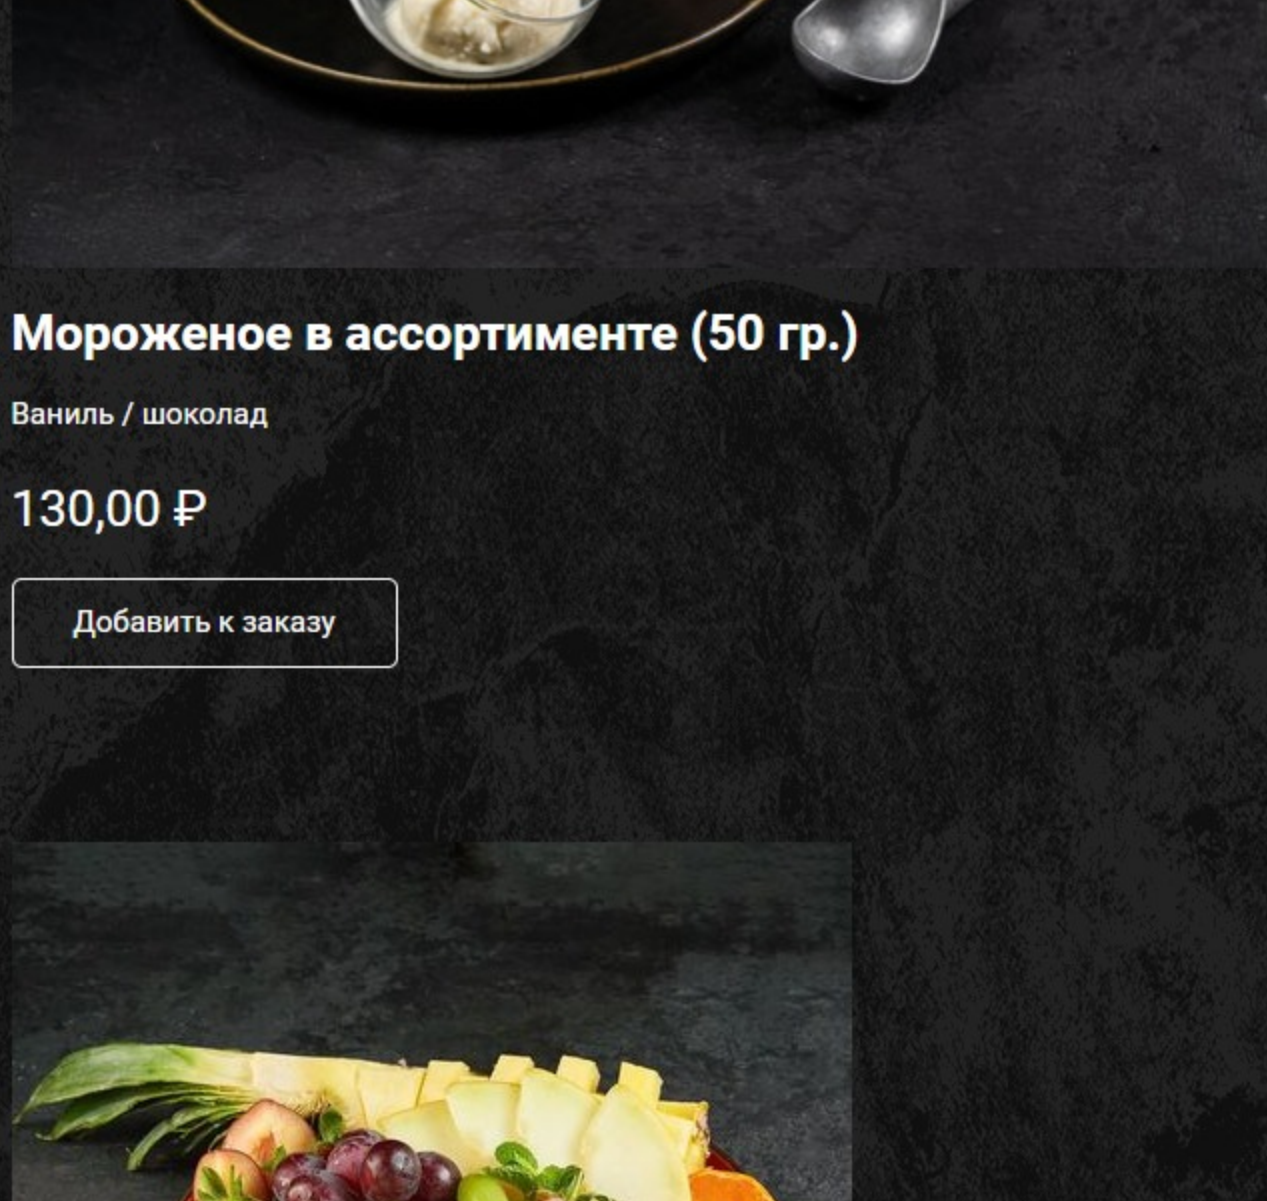 Мороженое в ассортименте (50 гр.)
Ваниль / шоколад
130,00 ₽
Добавить к заказу